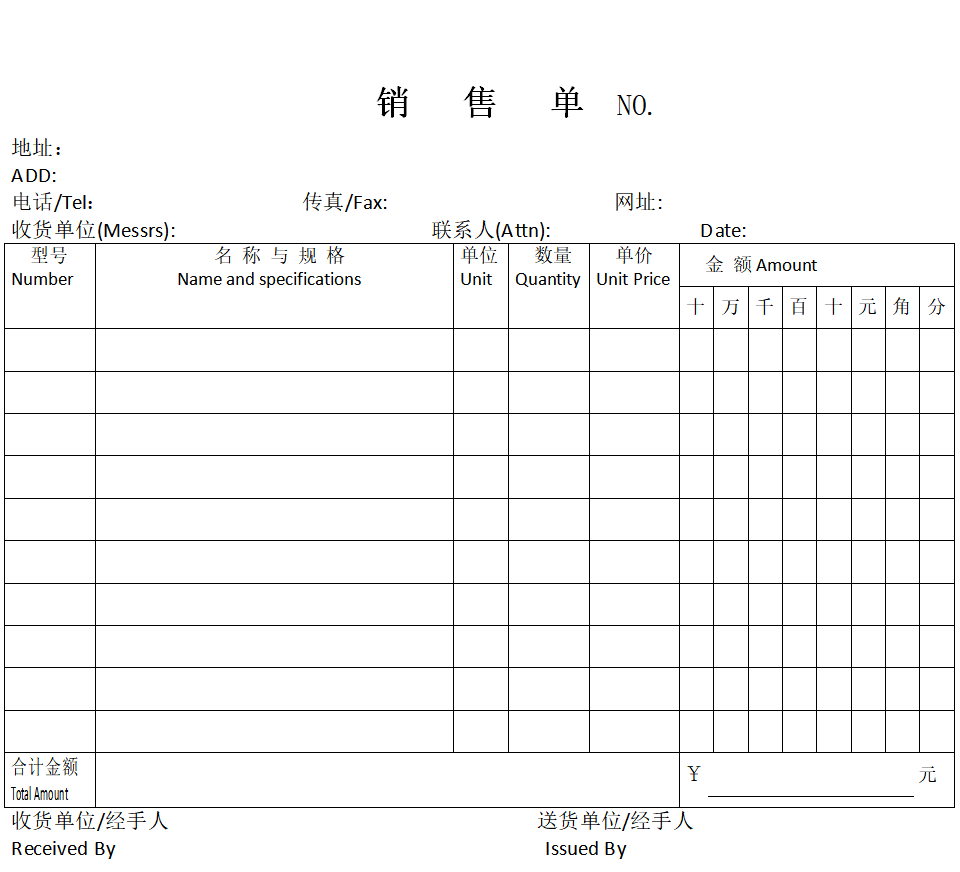 销 售 单 NO.
地址：
ADD:
电话/Tel： 传真/Fax: 网址:
收货单位(Messrs): 联系人(Attn): Date:
型号 名 称 与 规 格 单位 数量 单价 金 额 Amount
Number Name and specifications Unit Quantity Unit Price
十 万 千 百 十 元 角 分
合计金额 ￥ 元
Total Amount
收货单位/经手人 送货单位/经手人
Received By Issued By